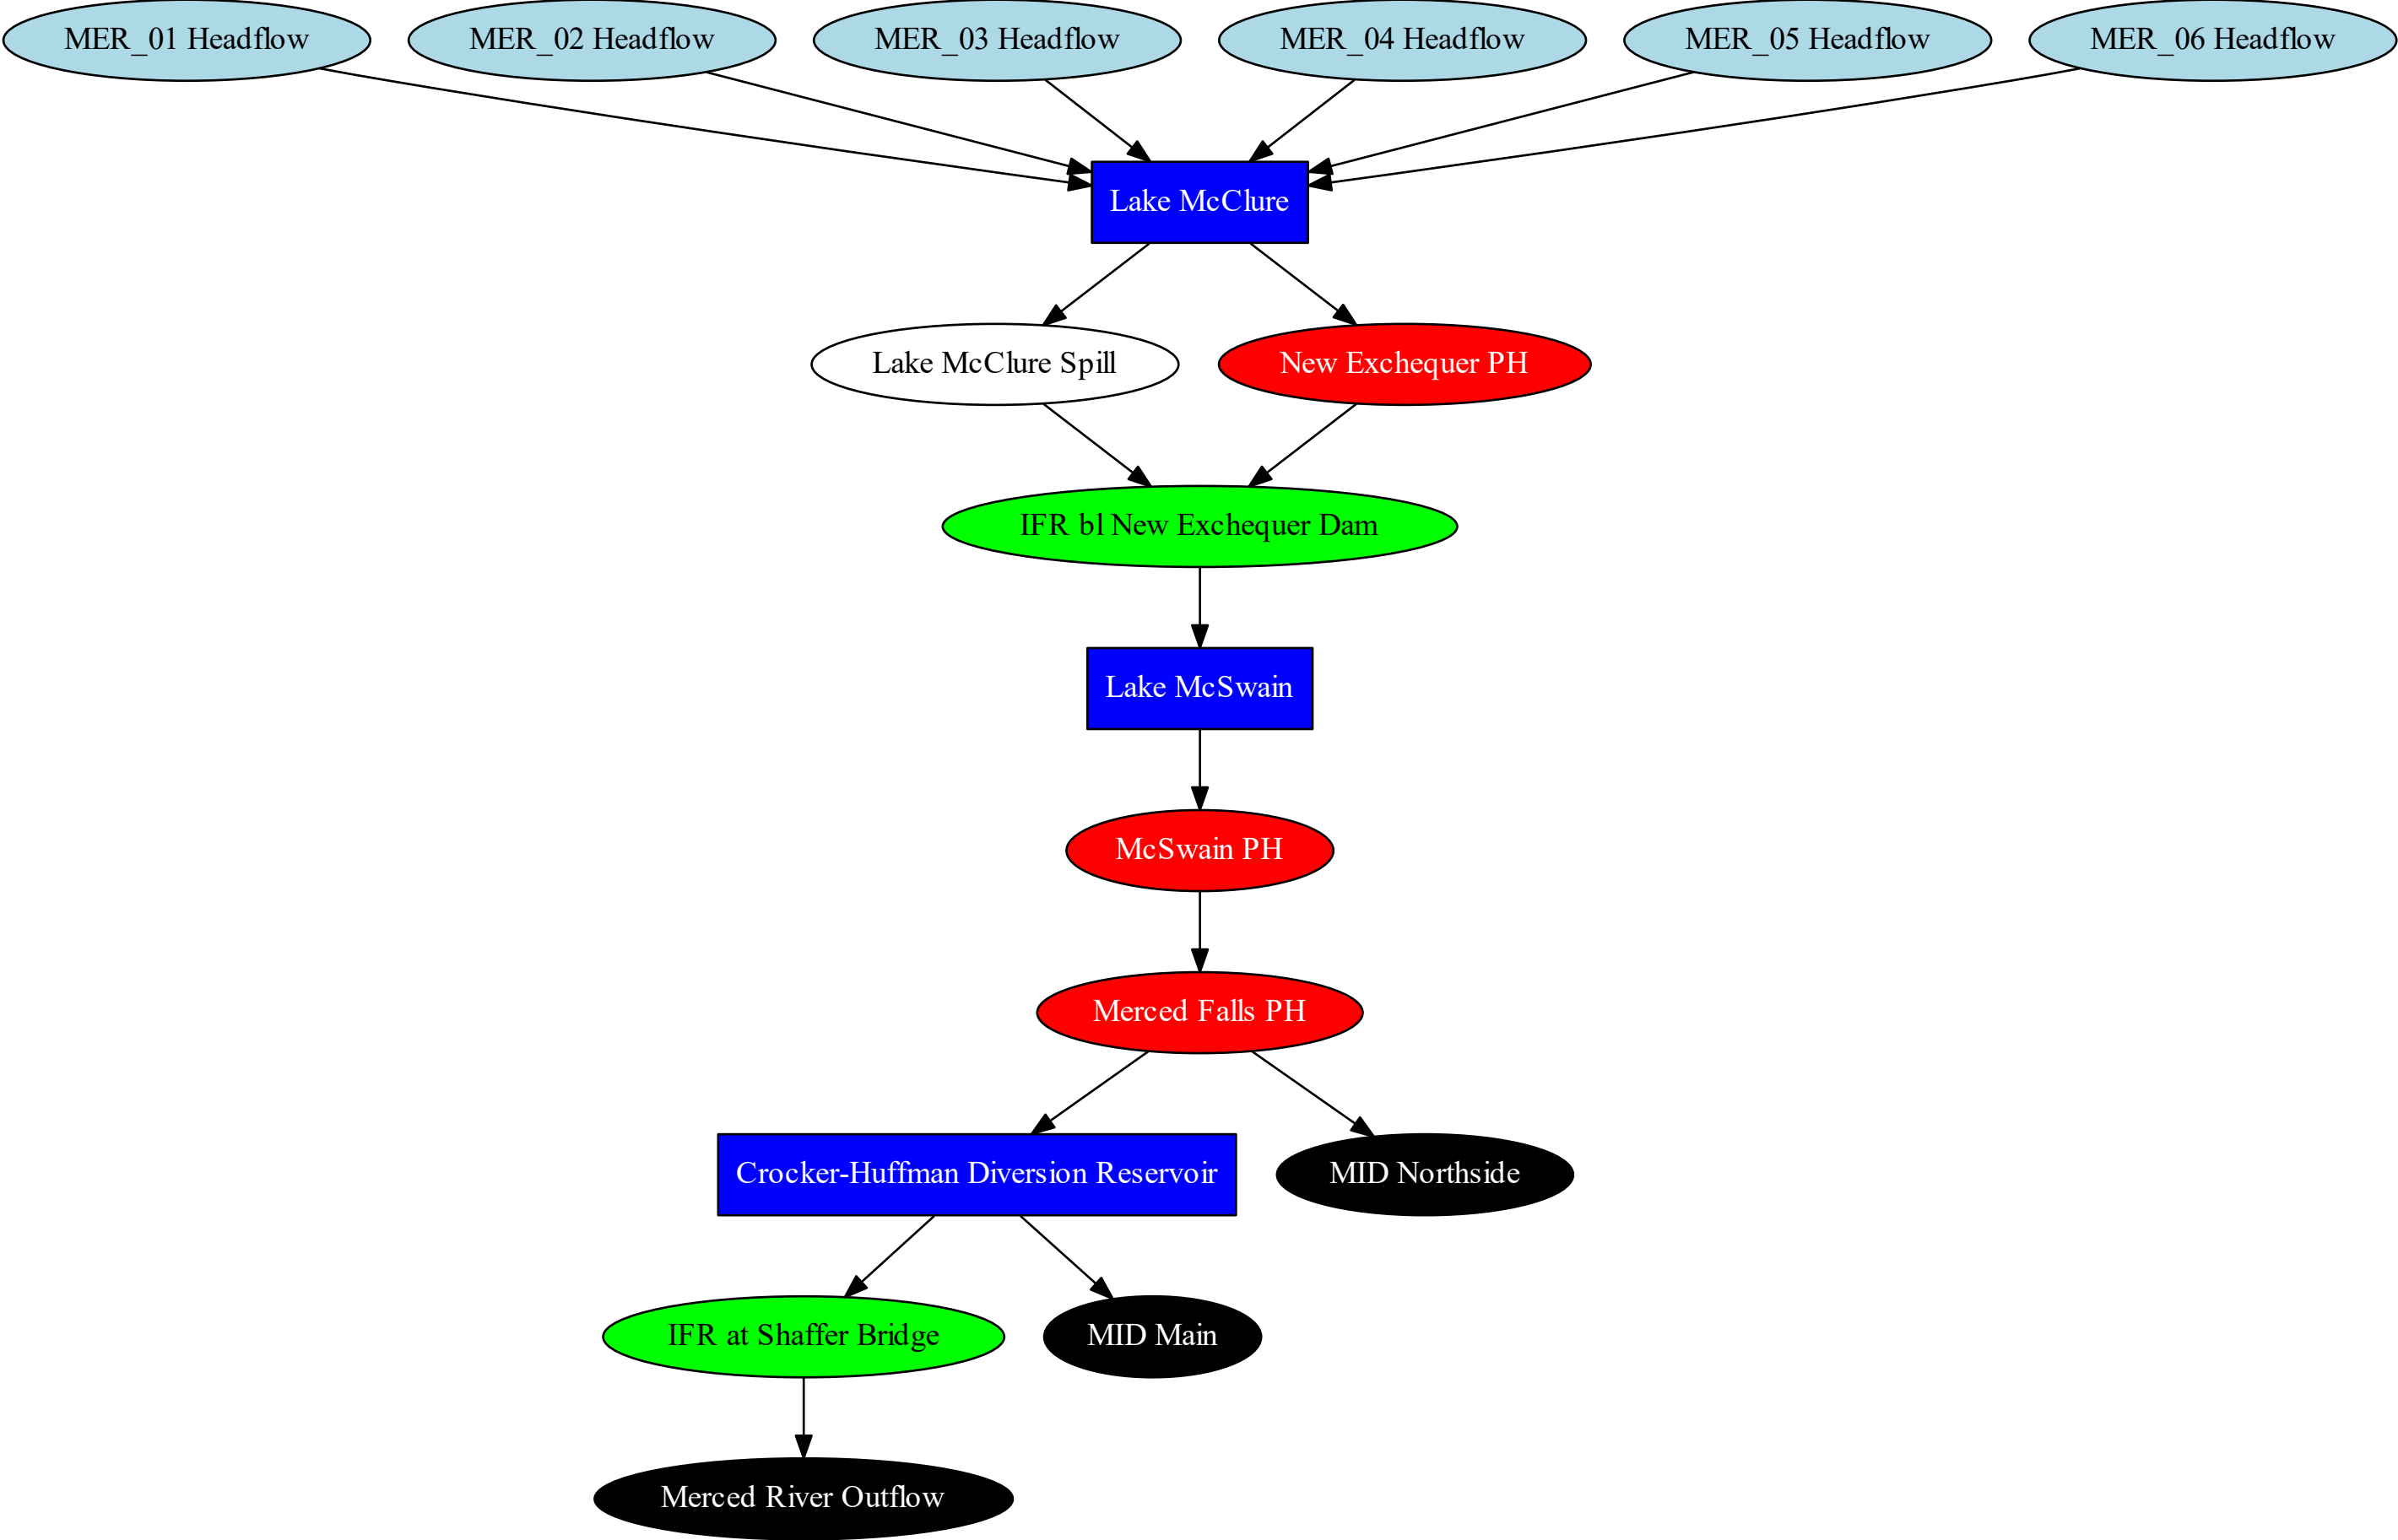 MER_01 Headflow
MER_02 Headflow
MER_03 Headflow
MER_04 Headflow
MER_05 Headflow
MER_06 Headflow
Lake McClure
Lake McClure Spill
New Exchequer PH
IFR bl New Exchequer Dam
Lake McSwain
McSwain PH
Merced Falls PH
Crocker-Huffman Diversion Reservoir
MID Northside
IFR at Shaffer Bridge
MID Main
Merced River Outflow